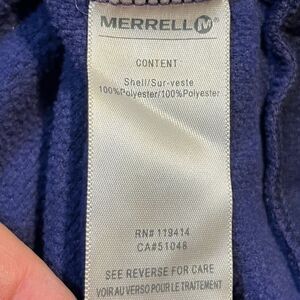 MERRELL
CONTENT
Shell/Sur-veste
100%Polyester/100%Polyester
RN# 119414
CA# 51048
SEE REVERSE FOR CARE
VOIR AU VERSO POUR LE TRAITEMENT